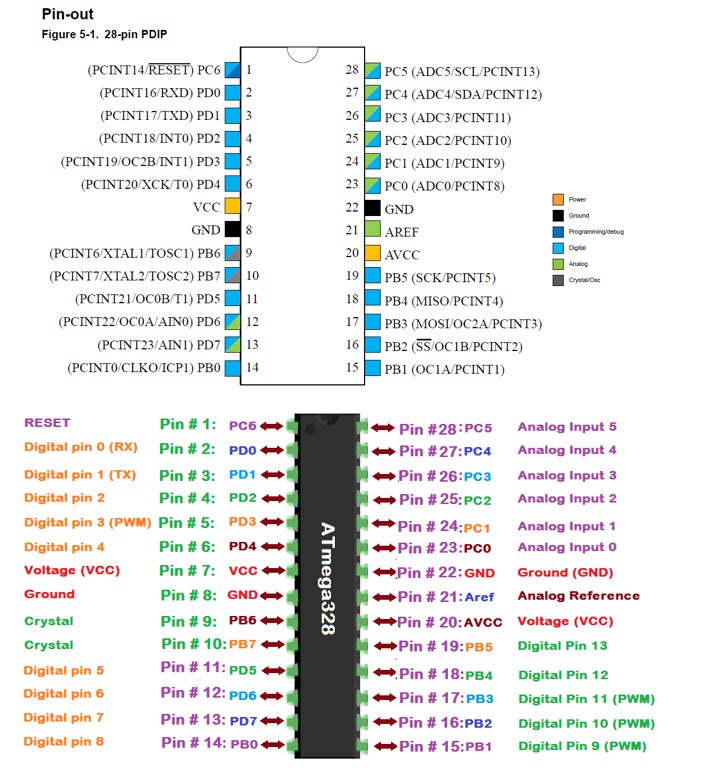 Pin-out
Figure 5-1. 28-pin PDIP
(PCINT14/RESET) PC6 1 28 PC5 (ADC5/SCL/PCINT13)
(PCINT16/RXD) PD0 2 27 PC4 (ADC4/SDA/PCINT12)
(PCINT17/TXD) PD1 3 26 PC3 (ADC3/PCINT11)
(PCINT18/INT0) PD2 4 25 PC2 (ADC2/PCINT10)
(PCINT19/OC2B/INT1) PD3 5 24 PC1 (ADC1/PCINT9)
(PCINT20/XCK/T0) PD4 6 23 PC0 (ADC0/PCINT8)
VCC 7 22 GND
GND 8 21 AREF
(PCINT6/XTAL1/TOSC1) PB6 9 20 AVCC
(PCINT7/XTAL2/TOSC2) PB7 10 19 PB5 (SCK/PCINT5)
(PCINT21/OC0B/T1) PD5 11 18 PB4 (MISO/PCINT4)
(PCINT22/OC0A/AIN0) PD6 12 17 PB3 (MOSI/OC2A/PCINT3)
(PCINT23/AIN1) PD7 13 16 PB2 (SS/OC1B/PCINT2)
(PCINT0/CLKO/ICP1) PB0 14 15 PB1 (OC1A/PCINT1)
Power
Ground
Programming/debug
Digital
Analog
Crystal/Osc
RESET Pin # 1: PC6 Pin #28: PC5 Analog Input 5
Digital pin 0 (RX) Pin # 2: PD0 Pin # 27: PC4 Analog Input 4
Digital pin 1 (TX) Pin # 3: PD1 Pin # 26: PC3 Analog Input 3
Digital pin 2 Pin # 4: PD2 Pin # 25: PC2 Analog Input 2
Digital pin 3 (PWM) Pin # 5: PD3 Pin # 24: PC1 Analog Input 1
Digital pin 4 Pin # 6: PD4 Pin # 23: PC0 Analog Input 0
Voltage (VCC) Pin # 7: VCC Pin # 22: GND Ground (GND)
Ground Pin # 8: GND Pin # 21: Aref Analog Reference
Crystal Pin # 9: PB6 Pin # 20: AVCC Voltage (VCC)
Crystal Pin # 10: PB7 Pin # 19: PB5 Digital Pin 13
Digital pin 5 Pin # 11: PD5 Pin # 18: PB4 Digital Pin 12
Digital pin 6 Pin # 12: PD6 Pin # 17: PB3 Digital Pin 11 (PWM)
Digital pin 7 Pin # 13: PD7 Pin # 16: PB2 Digital Pin 10 (PWM)
Digital pin 8 Pin # 14: PB0 Pin # 15: PB1 Digital Pin 9 (PWM)
ATmega328